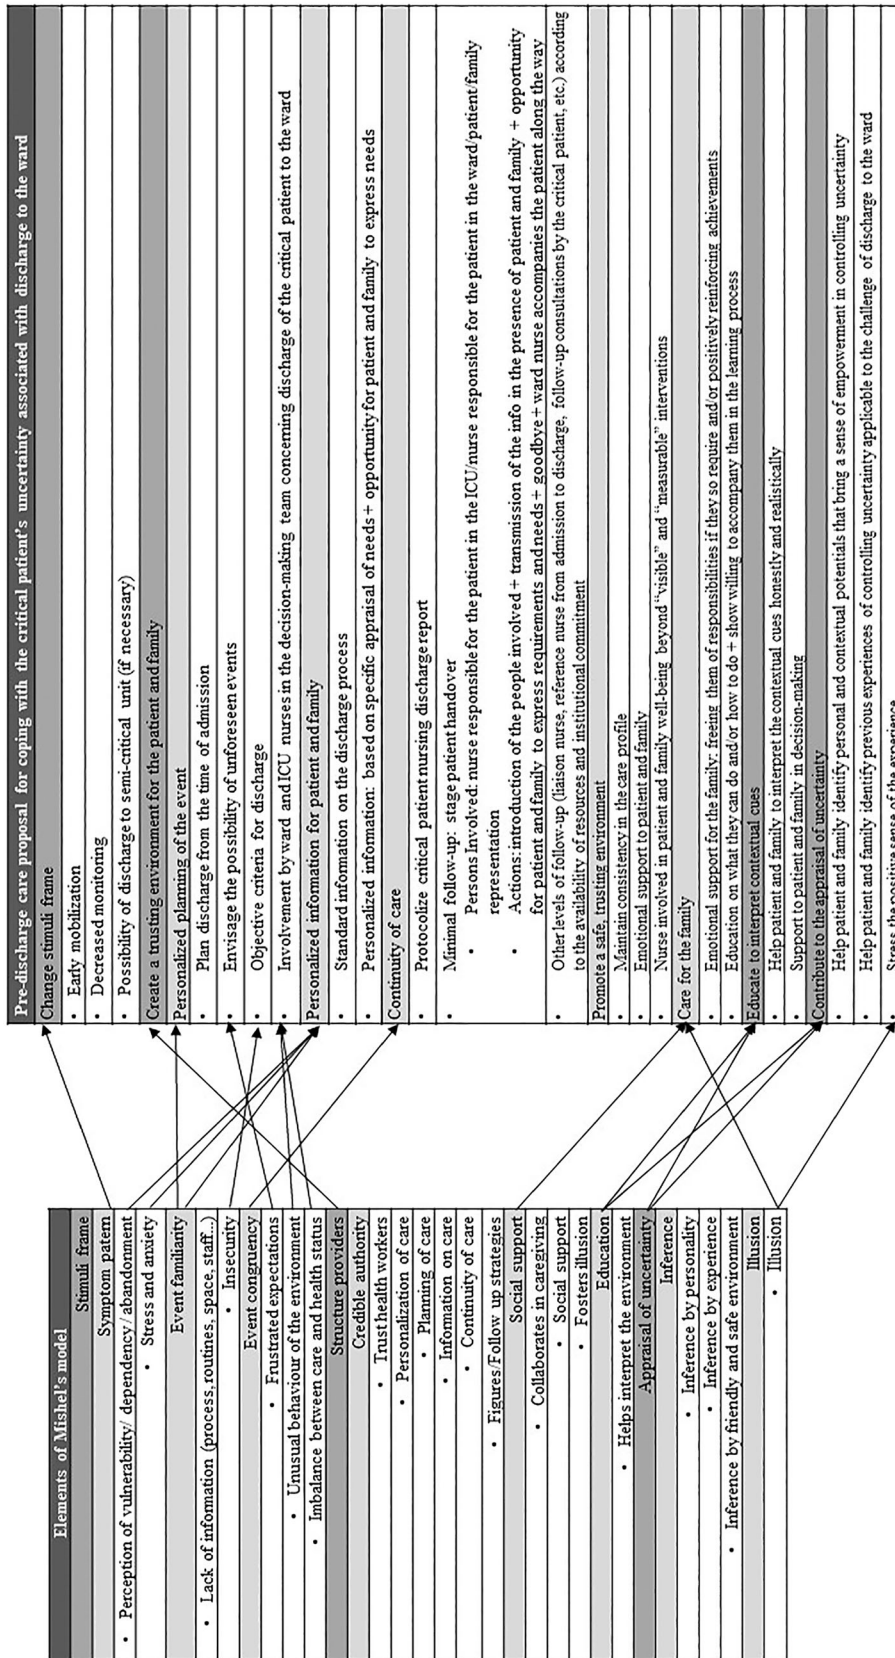 Elements of Mishel's model
Stimuli frame
Symptom patern
• Perception of vulnerability/ dependency/ abandonment
• Stress and anxiety
Event familiarity
• Lack of information (process, routines, space, staff...)
• Insecurity
Event congruency
• Frustrated expectations
• Unusual behaviour of the environment
• Imbalance between care and health status
Structure providers
Credible authority
• Trust health workers
• Personalization of care
• Planning of care
• Information on care
• Continuity of care
• Figures/Follow up strategies
Social support
• Collaborates in caregiving
• Social support
• Fosters illusion
Education
• Helps interpret the environment
Appraisal of uncertainty
Inference
• Inference by personality
• Inference by experience
• Inference by friendly and safe environment
Illusion
• Illusion
Pre-discharge care proposal for coping with the critical patient's uncertainty associated with discharge to the ward
Change stimuli frame
• Early mobilization
• Decreased monitoring
• Possibility of discharge to semi-critical unit (if necessary)
Create a trusting environment for the patient and family
Personalized planning of the event
• Plan discharge from the time of admission
• Envisage the possibility of unforeseen events
• Objective criteria for discharge
• Involvement by ward and ICU nurses in the decision-making team concerning discharge of the critical patient to the ward
Personalized information for patient and family
• Standard information on the discharge process
• Personalized information: based on specific appraisal of needs + opportunity for patient and family to express needs
Continuity of care
• Protocolize critical patient nursing discharge report
• Minimal follow-up: stage patient handover
• Persons Involved: nurse responsible for the patient in the ICU/nurse responsible for the patient in the ward/patient/family
representation
• Actions: introduction of the people involved + transmission of the info in the presence of patient and family + opportunity
for patient and family to express requirements and needs + goodbye + ward nurse accompanies the patient along the way
• Other levels of follow-up (liaison nurse, reference nurse from admission to discharge, follow-up consultations by the critical patient, etc.) according
to the availability of resources and institutional commitment
Promote a safe, trusting environment
• Maintain consistency in the care profile
• Emotional support to patient and family
• Nurse involved in patient and family well-being beyond "visible" and "measurable" interventions
Care for the family
• Emotional support for the family; freeing them of responsibilities if they so require and/or positively reinforcing achievements
• Education on what they can do and/or how to do + show willing to accompany them in the learning process
Educate to interpret contextual cues
• Help patient and family to interpret the contextual cues honestly and realistically
• Support to patient and family in decision-making
Contribute to the appraisal of uncertainty
• Help patient and family identify personal and contextual potentials that bring a sense of empowerment in controlling uncertainty
• Help patient and family identify previous experiences of controlling uncertainty applicable to the challenge of discharge to the ward
• Stress the positive sense of the experience